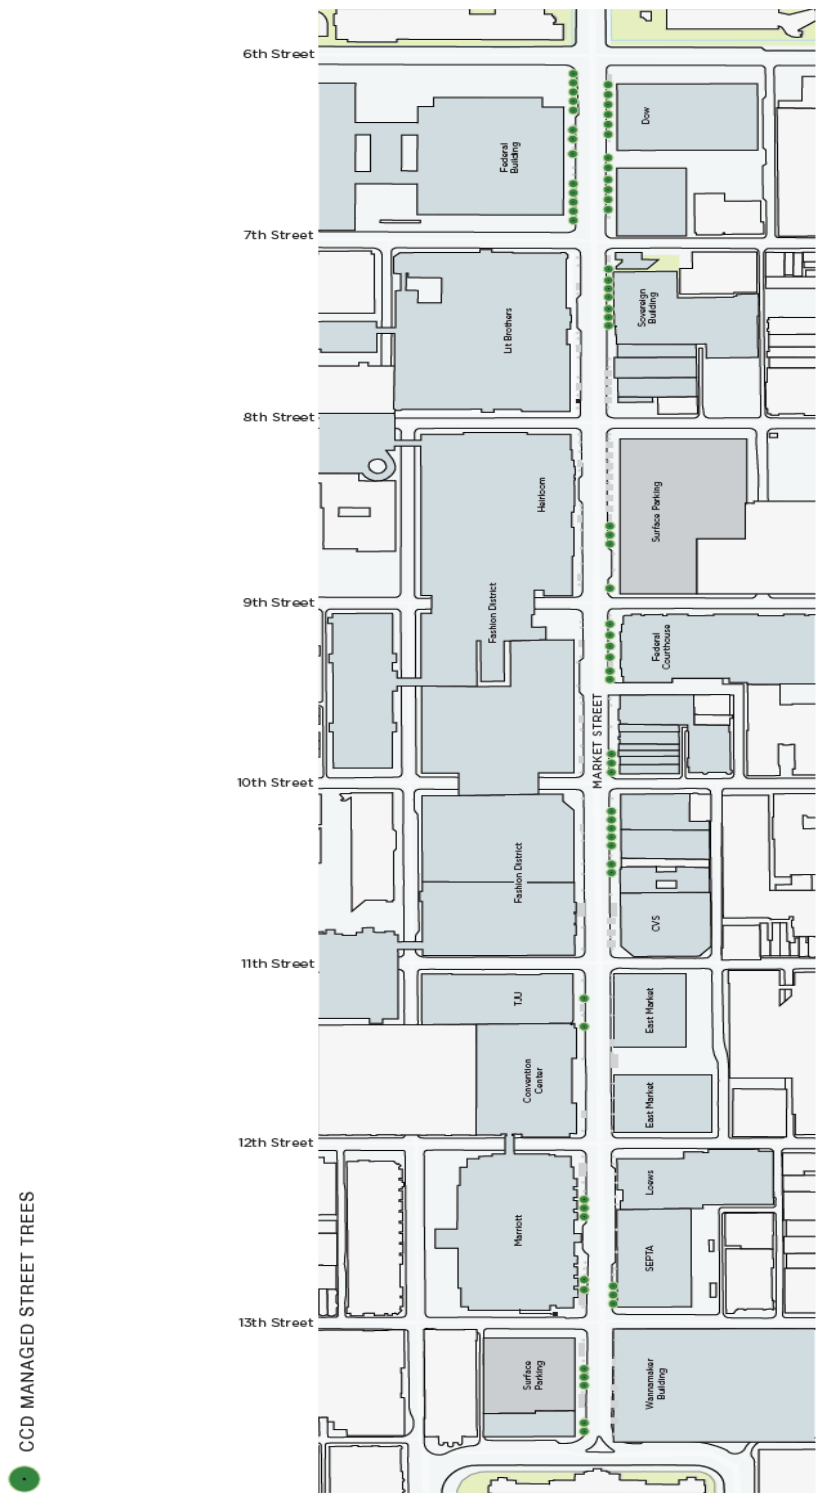 6th Street
Dow
Federal
Building
7th Street
Sovereign
Building
Lit Brothers
8th Street
Heirloom
Surface Parking
9th Street
Fashion District
Federal
Courthouse
MARKET STREET
10th Street
Fashion District
CVS
11th Street
TJU
East Market
Convention
Center
East Market
12th Street
Loews
Marriott
SEPTA
13th Street
Surface
Parking
Wannamaker
Building
CCD MANAGED STREET TREES